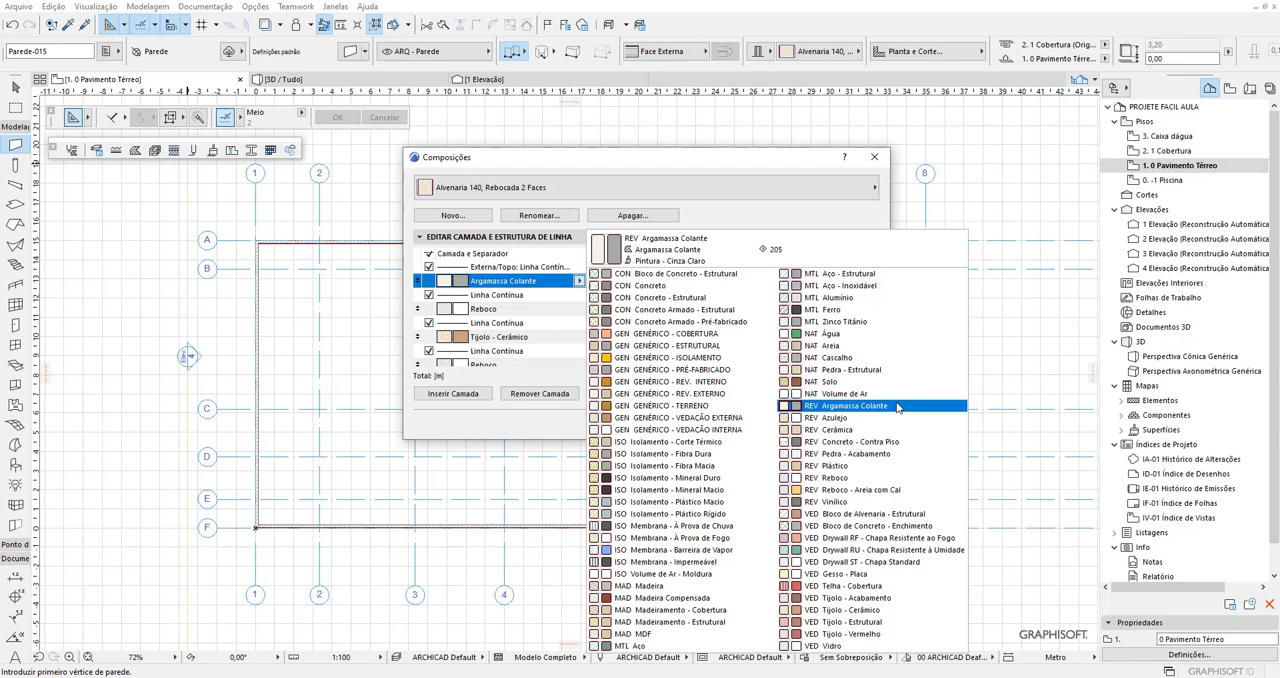 Arquivo Edição Visualização Modelagem Documentação Opções Teamwork Janelas Ajuda
Parede-015 Parede Definições padrão ARQ - Parede Face Externa Alvenaria 140, ... Planta e Corte... 2. 1 Cobertura (Orig... 3,20
1. 0 Pavimento Térre... 0,00
[1. 0 Pavimento Térreo] [3D / Tudo] [1 Elevação]
Meio
2
OK Cancelar
Modelag
Composições
? ✕
Alvenaria 140, Rebocada 2 Faces
Novo... Renomear... Apagar...
EDITAR CAMADA E ESTRUTURA DE LINHA
Camada e Separador
Externa/Topo: Linha Contín...
Argamassa Colante
Linha Contínua
Reboco
Linha Contínua
Tijolo - Cerâmico
Linha Contínua
Reboco
Total: [m]
Inserir Camada Remover Camada
REV Argamassa Colante
Argamassa Colante 205
Pintura - Cinza Claro
CON Bloco de Concreto - Estrutural
CON Concreto
CON Concreto - Estrutural
CON Concreto Armado - Estrutural
CON Concreto Armado - Pré-fabricado
GEN GENÉRICO - COBERTURA
GEN GENÉRICO - ESTRUTURAL
GEN GENÉRICO - ISOLAMENTO
GEN GENÉRICO - PRÉ-FABRICADO
GEN GENÉRICO - REV. INTERNO
GEN GENÉRICO - REV. EXTERNO
GEN GENÉRICO - TERRENO
GEN GENÉRICO - VEDAÇÃO EXTERNA
GEN GENÉRICO - VEDAÇÃO INTERNA
ISO Isolamento - Corte Térmico
ISO Isolamento - Fibra Dura
ISO Isolamento - Fibra Macia
ISO Isolamento - Mineral Duro
ISO Isolamento - Mineral Macio
ISO Isolamento - Plástico Macio
ISO Isolamento - Plástico Rígido
ISO Membrana - À Prova de Chuva
ISO Membrana - À Prova de Fogo
ISO Membrana - Barreira de Vapor
ISO Membrana - Impermeável
ISO Volume de Ar - Moldura
MAD Madeira
MAD Madeira Compensada
MAD Madeiramento - Cobertura
MAD Madeiramento - Estrutural
MAD MDF
MTL Aço
MTL Aço - Estrutural
MTL Aço - Inoxidável
MTL Alumínio
MTL Ferro
MTL Zinco Titânio
NAT Água
NAT Areia
NAT Cascalho
NAT Pedra - Estrutural
NAT Solo
NAT Volume de Ar
REV Argamassa Colante
REV Azulejo
REV Cerâmica
REV Concreto - Contra Piso
REV Pedra - Acabamento
REV Plástico
REV Reboco
REV Reboco - Areia com Cal
REV Vinílico
VED Bloco de Alvenaria - Estrutural
VED Bloco de Concreto - Enchimento
VED Drywall RF - Chapa Resistente ao Fogo
VED Drywall RU - Chapa Resistente à Umidade
VED Drywall ST - Chapa Standard
VED Gesso - Placa
VED Telha - Cobertura
VED Tijolo - Acabamento
VED Tijolo - Cerâmico
VED Tijolo - Estrutural
VED Tijolo - Vermelho
VED Vidro
1 2 8
A
B
C
D
E
F
1 2 3 4
Elev 4
GRAPHISOFT.
PROJETE FACIL AULA
Pisos
3. Caixa dágua
2. 1 Cobertura
1. 0 Pavimento Térreo
0. -1 Piscina
Cortes
Elevações
1 Elevação (Reconstrução Automática
2 Elevação (Reconstrução Automática
3 Elevação (Reconstrução Automática
4 Elevação (Reconstrução Automática
Elevações Interiores
Folhas de Trabalho
Detalhes
Documentos 3D
3D
Perspectiva Cónica Genérica
Perspectiva Axonométrica Genérica
Mapas
Elementos
Componentes
Superfícies
Índices de Projeto
IA-01 Histórico de Alterações
ID-01 Índice de Desenhos
IE-01 Histórico de Emissões
IF-01 Índice de Folhas
IV-01 Índice de Vistas
Listagens
Info
Notas
Relatório
Propriedades
1. 0 Pavimento Térreo
Definições...
Ponto d
Docume
72% 0,00° 1:100 ARCHICAD Default Modelo Completo ARCHICAD Default ARCHICAD Default Sem Sobreposição 00 ARCHICAD Deaf... Metro
Introduzir primeiro vértice de parede.
GRAPHISOFT ID